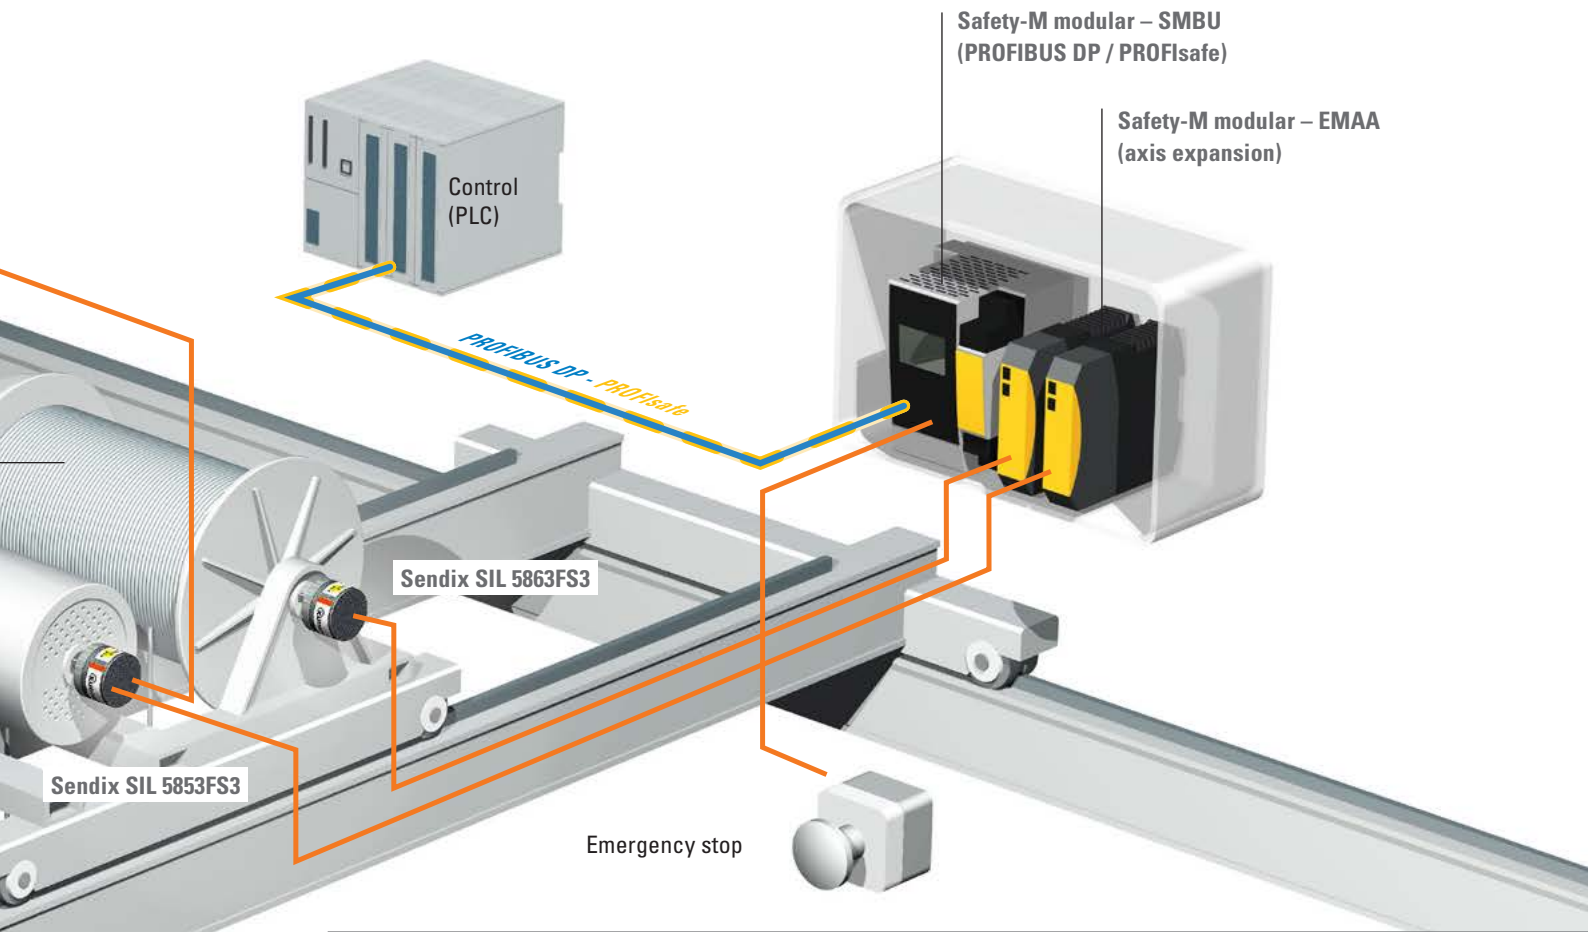 Safety-M modular – SMBU
(PROFIBUS DP / PROFIsafe)
Safety-M modular – EMAA
(axis expansion)
Control
(PLC)
PROFIBUS DP - PROFIsafe
Sendix SIL 5863FS3
Sendix SIL 5853FS3
Emergency stop